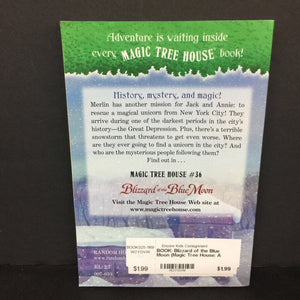 Adventure is waiting inside
every MAGIC TREE HOUSE book!
History, mystery, and magic!
Merlin has another mission for Jack and Annie: to
rescue a magical unicorn from New York City! They
arrive during one of the darkest periods in the city's
history—the Great Depression. Plus, there's a terrible
snowstorm that threatens to get even worse. Where
are they ever going to find a unicorn in the city? And
who are the mysterious people following them?
Find out in . . .
MAGIC TREE HOUSE #36
Blizzard of the Blue Moon
Visit the Magic Tree House Web site at
www.magictreehouse.com
RANDOM
Encore Kids Consignment
BOOK- Blizzard of the Blue
Moon (Magic Tree House: A
$1.99
$1.99